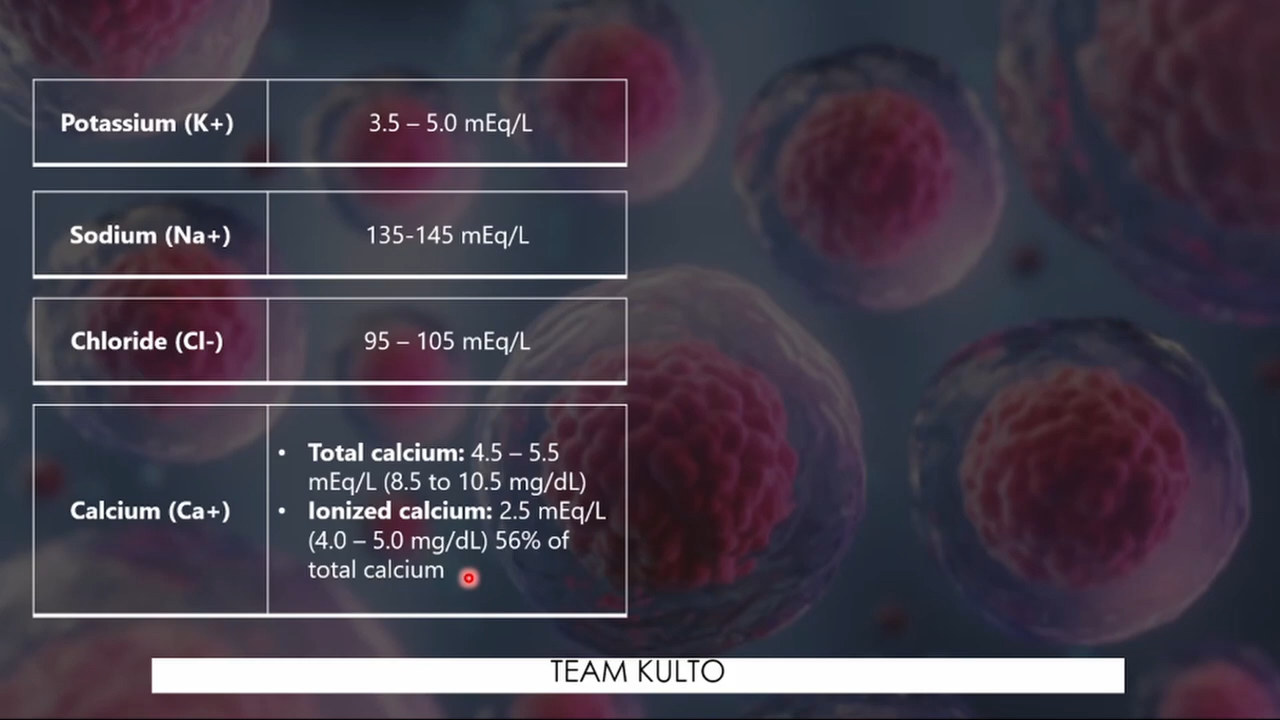 Potassium (K+)
3.5 – 5.0 mEq/L
Sodium (Na+)
135-145 mEq/L
Chloride (Cl-)
95 – 105 mEq/L
Calcium (Ca+)
• Total calcium: 4.5 – 5.5
mEq/L (8.5 to 10.5 mg/dL)
• Ionized calcium: 2.5 mEq/L
(4.0 – 5.0 mg/dL) 56% of
total calcium
TEAM KULTO